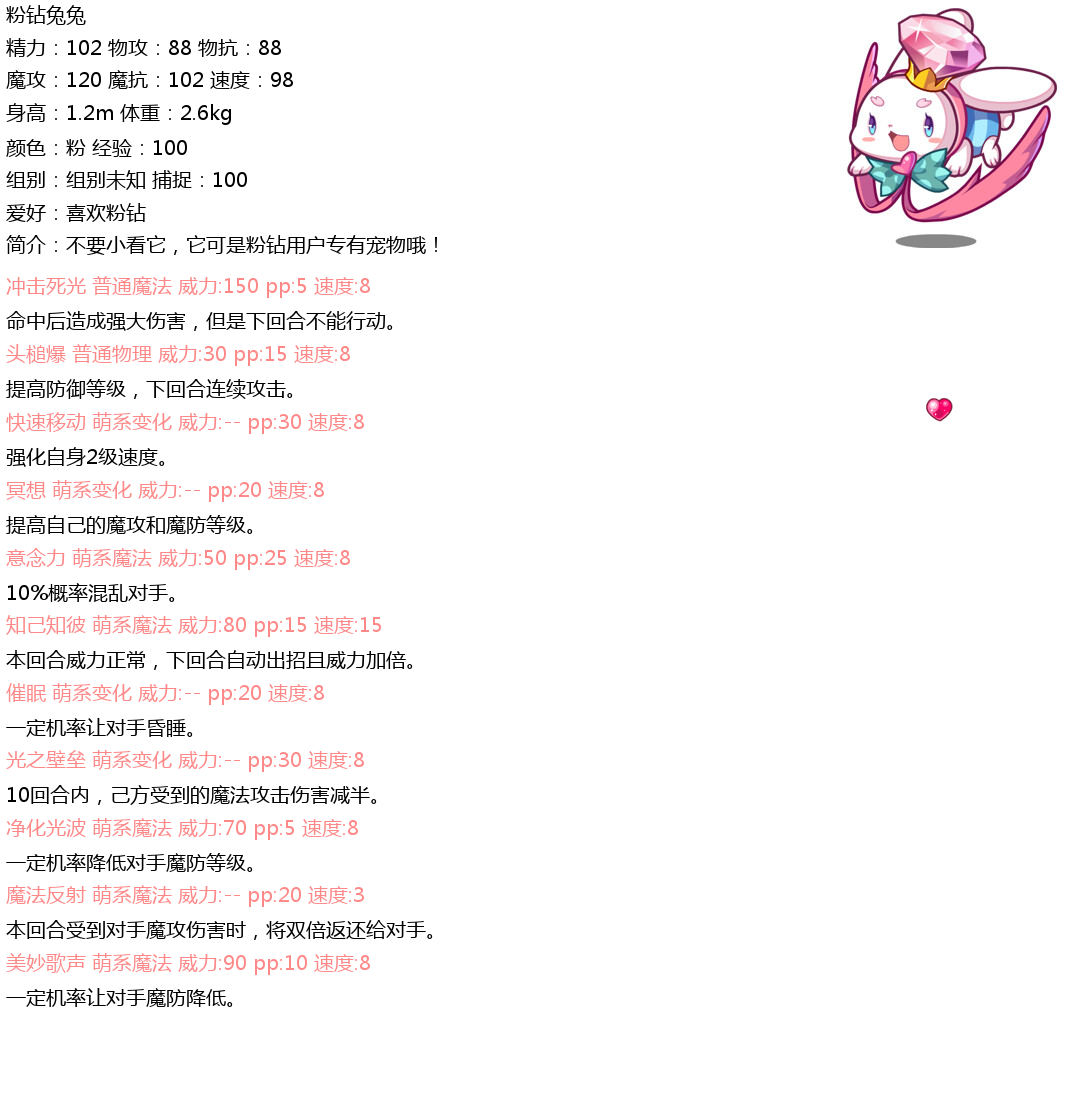 粉钻兔兔
精力：102 物攻：88 物抗：88
魔攻：120 魔抗：102 速度：98
身高：1.2m 体重：2.6kg
颜色：粉 经验：100
组别：组别未知 捕捉：100
爱好：喜欢粉钻
简介：不要小看它，它可是粉钻用户专有宠物哦！
冲击死光 普通魔法 威力:150 pp:5 速度:8
命中后造成强大伤害，但是下回合不能行动。
头槌爆 普通物理 威力:30 pp:15 速度:8
提高防御等级，下回合连续攻击。
快速移动 萌系变化 威力:-- pp:30 速度:8
强化自身2级速度。
冥想 萌系变化 威力:-- pp:20 速度:8
提高自己的魔攻和魔防等级。
意念力 萌系魔法 威力:50 pp:25 速度:8
10%概率混乱对手。
知己知彼 萌系魔法 威力:80 pp:15 速度:15
本回合威力正常，下回合自动出招且威力加倍。
催眠 萌系变化 威力:-- pp:20 速度:8
一定机率让对手昏睡。
光之壁垒 萌系变化 威力:-- pp:30 速度:8
10回合内，己方受到的魔法攻击伤害减半。
净化光波 萌系魔法 威力:70 pp:5 速度:8
一定机率降低对手魔防等级。
魔法反射 萌系魔法 威力:-- pp:20 速度:3
本回合受到对手魔攻伤害时，将双倍返还给对手。
美妙歌声 萌系魔法 威力:90 pp:10 速度:8
一定机率让对手魔防降低。